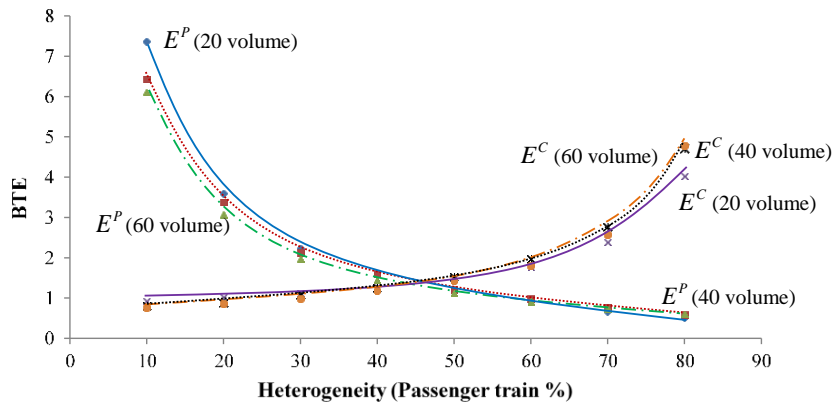 8
7
6
5
4
3
2
1
0
BTE
E^P (20 volume)
E^P (60 volume)
E^C (60 volume)
E^C (40 volume)
E^C (20 volume)
E^P (40 volume)
0 10 20 30 40 50 60 70 80 90
Heterogeneity (Passenger train %)